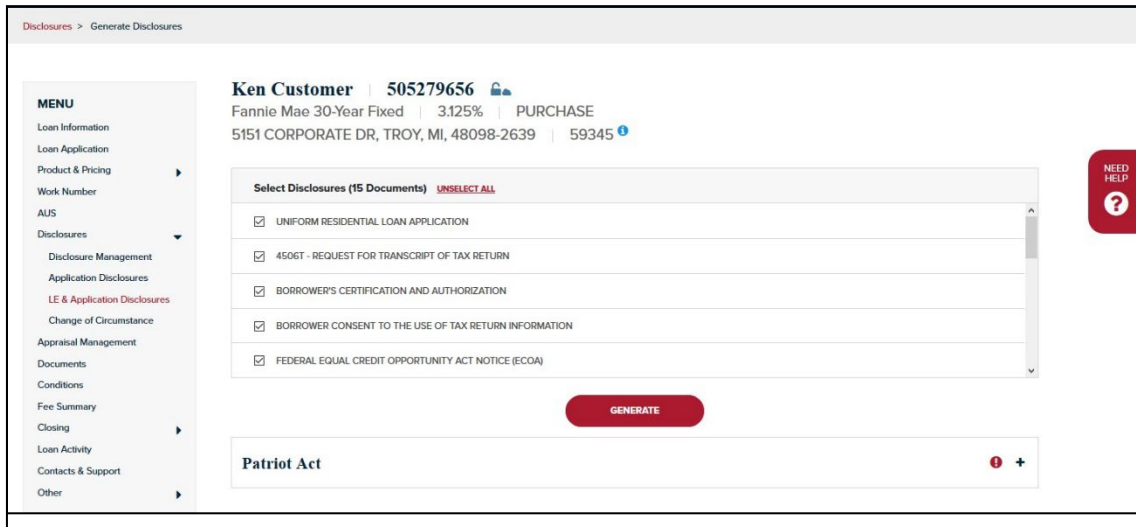 Disclosures > Generate Disclosures
MENU
Loan Information
Loan Application
Product & Pricing
Work Number
AUS
Disclosures
Disclosure Management
Application Disclosures
LE & Application Disclosures
Change of Circumstance
Appraisal Management
Documents
Conditions
Fee Summary
Closing
Loan Activity
Contacts & Support
Other
Ken Customer | 505279656
Fannie Mae 30-Year Fixed | 3.125% | PURCHASE
5151 CORPORATE DR, TROY, MI, 48098-2639 | 59345
Select Disclosures (15 Documents) UNSELECT ALL
UNIFORM RESIDENTIAL LOAN APPLICATION
4506T - REQUEST FOR TRANSCRIPT OF TAX RETURN
BORROWER'S CERTIFICATION AND AUTHORIZATION
BORROWER CONSENT TO THE USE OF TAX RETURN INFORMATION
FEDERAL EQUAL CREDIT OPPORTUNITY ACT NOTICE (ECOA)
GENERATE
Patriot Act
NEED
HELP
?